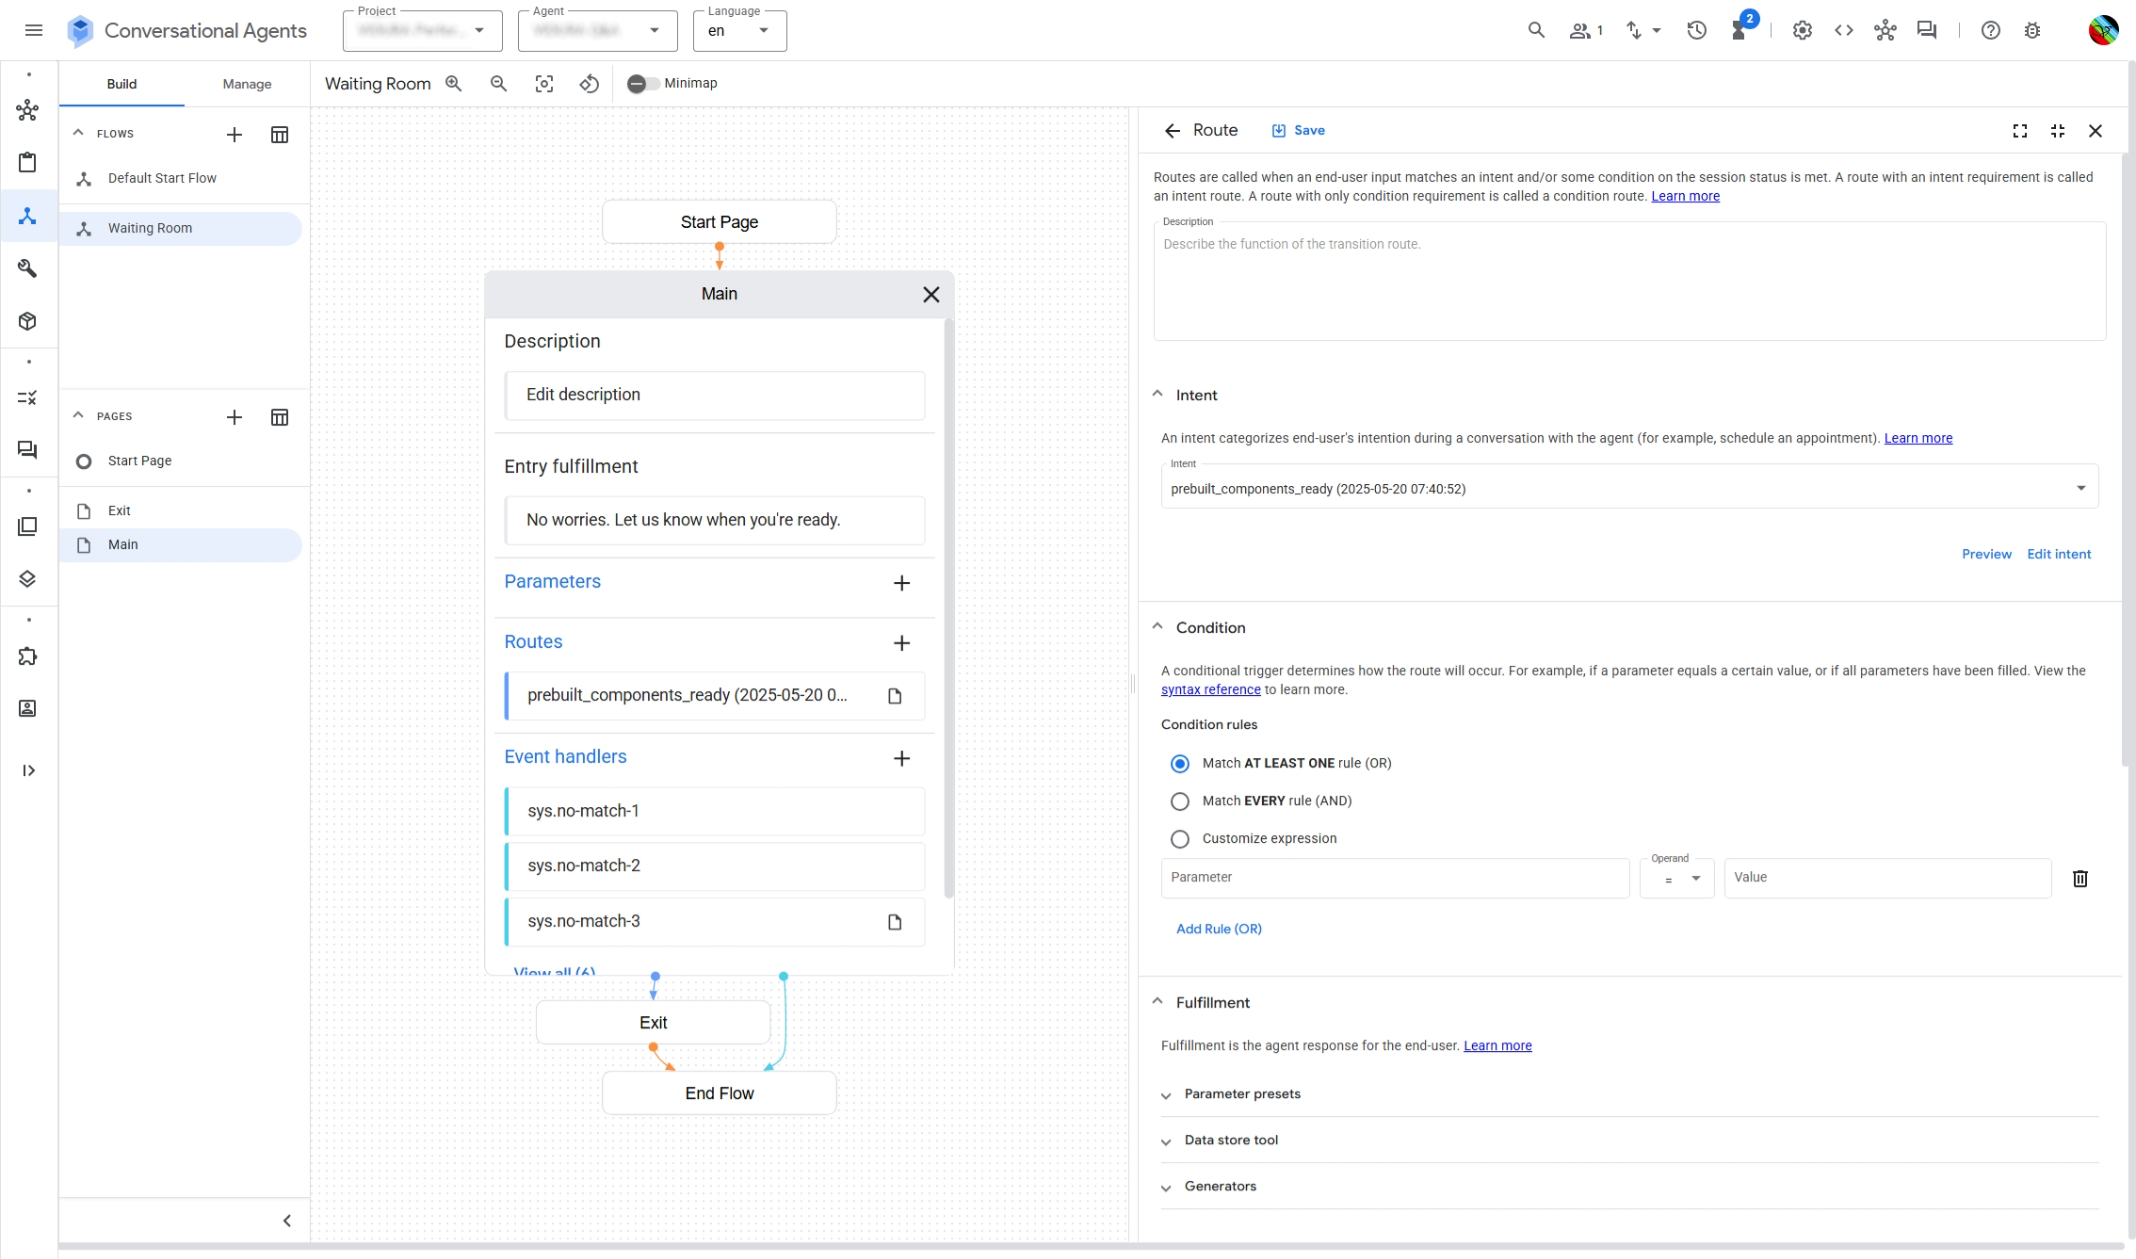 Conversational Agents
Project
Agent
Language
en
1
2
Build
Manage
Waiting Room
Minimap
FLOWS
Default Start Flow
Waiting Room
PAGES
Start Page
Exit
Main
Start Page
Main
Description
Edit description
Entry fulfillment
No worries. Let us know when you're ready.
Parameters
Routes
prebuilt_components_ready (2025-05-20 0...
Event handlers
sys.no-match-1
sys.no-match-2
sys.no-match-3
View all (6)
Exit
End Flow
Route
Save
Routes are called when an end-user input matches an intent and/or some condition on the session status is met. A route with an intent requirement is called
an intent route. A route with only condition requirement is called a condition route. Learn more
Description
Describe the function of the transition route.
Intent
An intent categorizes end-user's intention during a conversation with the agent (for example, schedule an appointment). Learn more
Intent
prebuilt_components_ready (2025-05-20 07:40:52)
Preview
Edit intent
Condition
A conditional trigger determines how the route will occur. For example, if a parameter equals a certain value, or if all parameters have been filled. View the
syntax reference to learn more.
Condition rules
Match AT LEAST ONE rule (OR)
Match EVERY rule (AND)
Customize expression
Parameter
Operand
=
Value
Add Rule (OR)
Fulfillment
Fulfillment is the agent response for the end-user. Learn more
Parameter presets
Data store tool
Generators